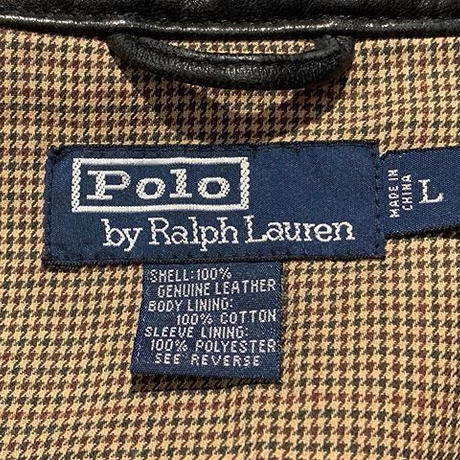 Polo
by Ralph Lauren
MADE IN
CHINA
L
SHELL:100%
GENUINE LEATHER
BODY LINING:
100% COTTON
SLEEVE LINING:
100% POLYESTER
SEE REVERSE